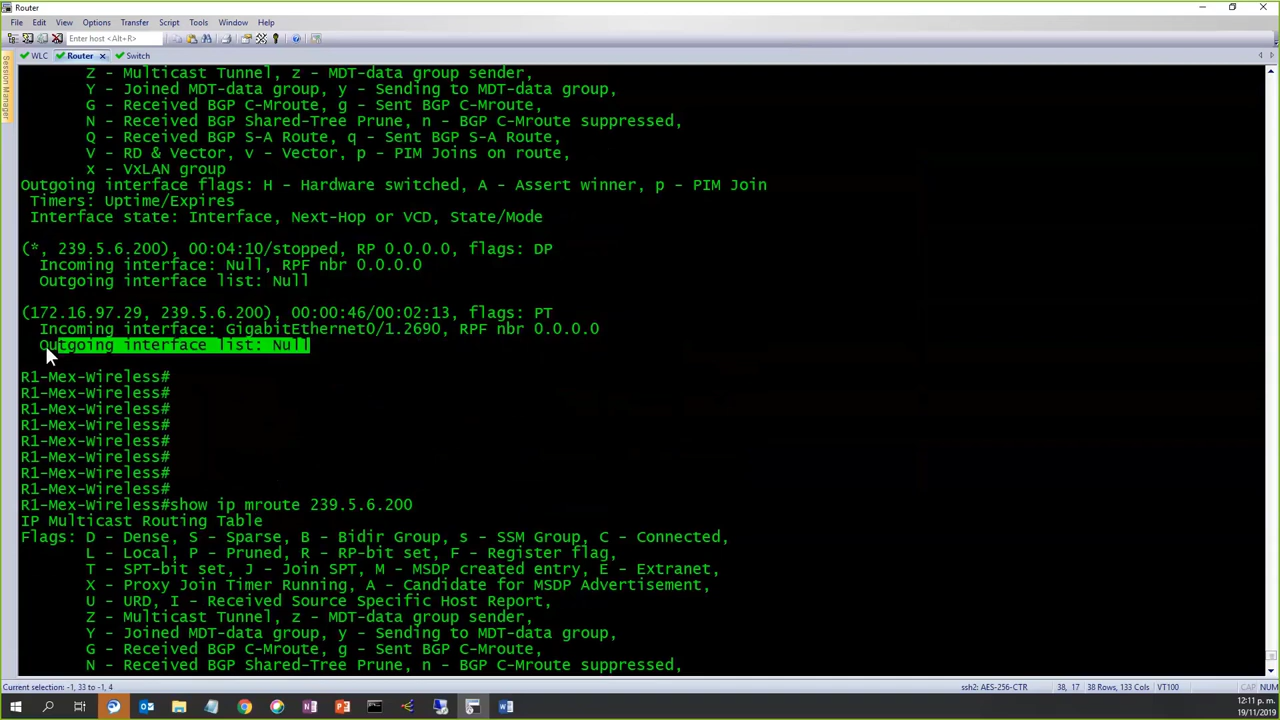 Router
File Edit View Options Transfer Script Tools Window Help
Enter host <Alt+R>
WLC Router Switch
Session Manager
Z - Multicast Tunnel, z - MDT-data group sender,
Y - Joined MDT-data group, y - Sending to MDT-data group,
G - Received BGP C-Mroute, g - Sent BGP C-Mroute,
N - Received BGP Shared-Tree Prune, n - BGP C-Mroute suppressed,
Q - Received BGP S-A Route, q - Sent BGP S-A Route,
V - RD & Vector, v - Vector, p - PIM Joins on route,
x - VxLAN group
Outgoing interface flags: H - Hardware switched, A - Assert winner, p - PIM Join
Timers: Uptime/Expires
Interface state: Interface, Next-Hop or VCD, State/Mode
(*, 239.5.6.200), 00:04:10/stopped, RP 0.0.0.0, flags: DP
Incoming interface: Null, RPF nbr 0.0.0.0
Outgoing interface list: Null
(172.16.97.29, 239.5.6.200), 00:00:46/00:02:13, flags: PT
Incoming interface: GigabitEthernet0/1.2690, RPF nbr 0.0.0.0
Outgoing interface list: Null
R1-Mex-Wireless#
R1-Mex-Wireless#
R1-Mex-Wireless#
R1-Mex-Wireless#
R1-Mex-Wireless#
R1-Mex-Wireless#
R1-Mex-Wireless#
R1-Mex-Wireless#
R1-Mex-Wireless#show ip mroute 239.5.6.200
IP Multicast Routing Table
Flags: D - Dense, S - Sparse, B - Bidir Group, s - SSM Group, C - Connected,
L - Local, P - Pruned, R - RP-bit set, F - Register flag,
T - SPT-bit set, J - Join SPT, M - MSDP created entry, E - Extranet,
X - Proxy Join Timer Running, A - Candidate for MSDP Advertisement,
U - URD, I - Received Source Specific Host Report,
Z - Multicast Tunnel, z - MDT-data group sender,
Y - Joined MDT-data group, y - Sending to MDT-data group,
G - Received BGP C-Mroute, g - Sent BGP C-Mroute,
N - Received BGP Shared-Tree Prune, n - BGP C-Mroute suppressed,
Current selection: -1, 33 to -1, 4 ssh2: AES-256-CTR 38, 17 38 Rows, 133 Cols VT100 CAP NUM
12:11 p. m.
19/11/2019